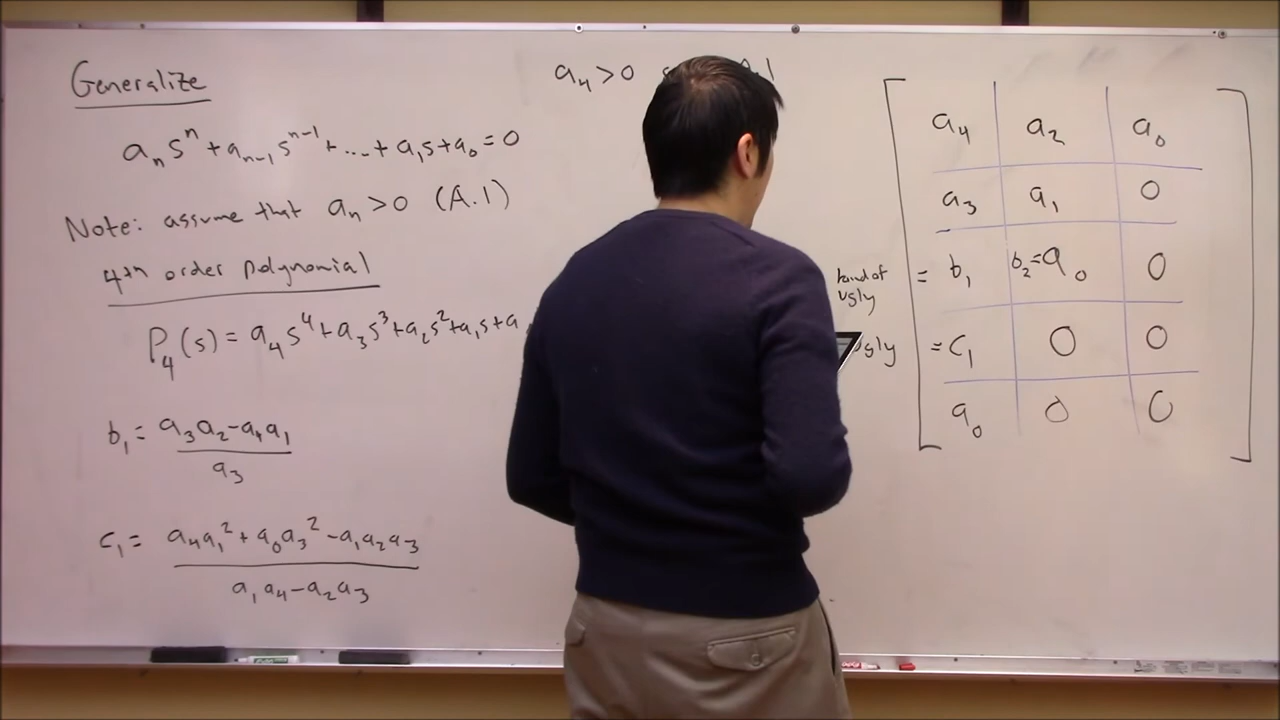 Generalize
aₙsⁿ + aₙ₋₁sⁿ⁻¹ + ... + a₁s + a₀ = 0
Note: assume that aₙ > 0 (A.1)
4th order polynomial
P₄(s) = a₄s⁴ + a₃s³ + a₂s² + a₁s + a
b₁ = (a₃a₂ - a₄a₁) / a₃
c₁ = (a₄a₁² + a₀a₃² - a₁a₂a₃) / (a₁a₄ - a₂a₃)
a₄ > 0
a₄ a₂ a₀
a₃ a₁ 0
kind of
ugly
= b₁ b₂ = a₀ 0
ugly = c₁ 0 0
a₀ 0 0